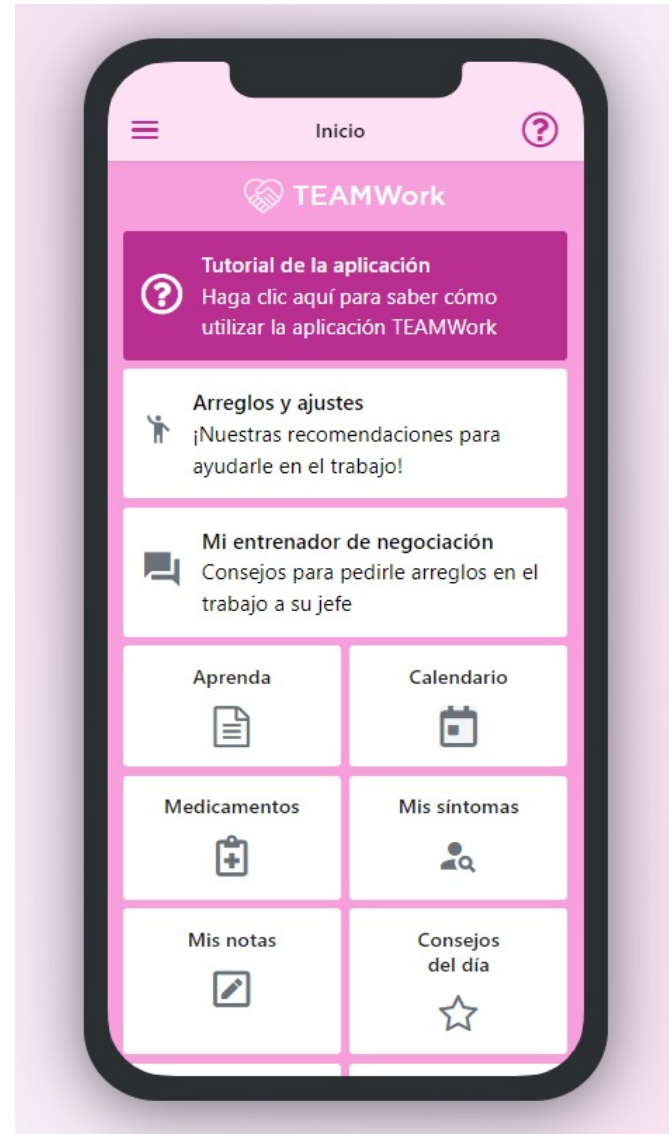 Inicio
TEAMWork
Tutorial de la aplicación
Haga clic aquí para saber cómo
utilizar la aplicación TEAMWork
Arreglos y ajustes
¡Nuestras recomendaciones para
ayudarle en el trabajo!
Mi entrenador de negociación
Consejos para pedirle arreglos en el
trabajo a su jefe
Aprenda
Calendario
Medicamentos
Mis síntomas
Mis notas
Consejos
del día